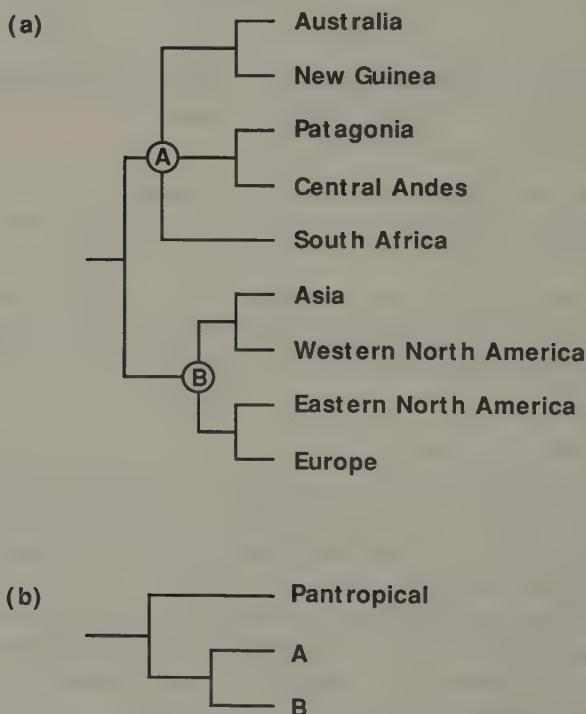 (a)
Australia
New Guinea
Patagonia
A
Central Andes
South Africa
Asia
Western North America
B
Eastern North America
Europe
(b)
Pantropical
A
B